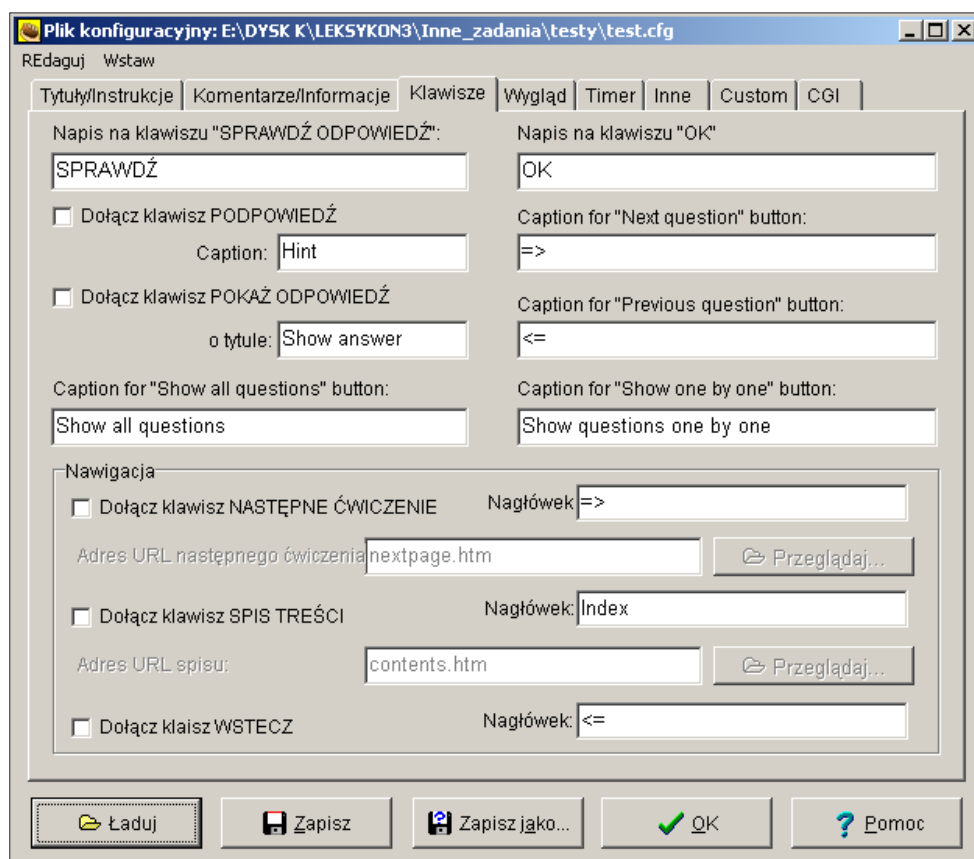 Plik konfiguracyjny: E:\DYSK K\LEKSYKON3\Inne_zadania\testy\test.cfg
REdaguj Wstaw
Tytuły/Instrukcje Komentarze/Informacje Klawisze Wygląd Timer Inne Custom CGI
Napis na klawiszu "SPRAWDŹ ODPOWIEDŹ": Napis na klawiszu "OK"
SPRAWDŹ OK
Dołącz klawisz PODPOWIEDŹ Caption for "Next question" button:
Caption: Hint =>
Dołącz klawisz POKAŻ ODPOWIEDŹ Caption for "Previous question" button:
o tytule: Show answer <=
Caption for "Show all questions" button: Caption for "Show one by one" button:
Show all questions Show questions one by one
Nawigacja
Dołącz klawisz NASTĘPNE ĆWICZENIE Nagłówek =>
Adres URL następnego ćwiczenia nextpage.htm Przeglądaj...
Dołącz klawisz SPIS TREŚCI Nagłówek: Index
Adres URL spisu: contents.htm Przeglądaj...
Dołącz klaisz WSTECZ Nagłówek: <=
Ładuj Zapisz Zapisz jako... OK Pomoc